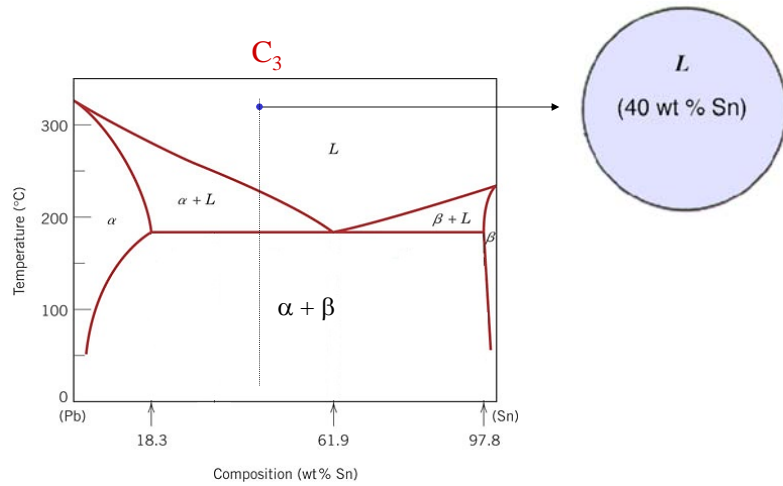 C3
L
(40 wt % Sn)
300
L
α + L
Temperature (°C)
200
α
β + L
β
100
α + β
0
(Pb)
(Sn)
18.3
61.9
97.8
Composition (wt% Sn)